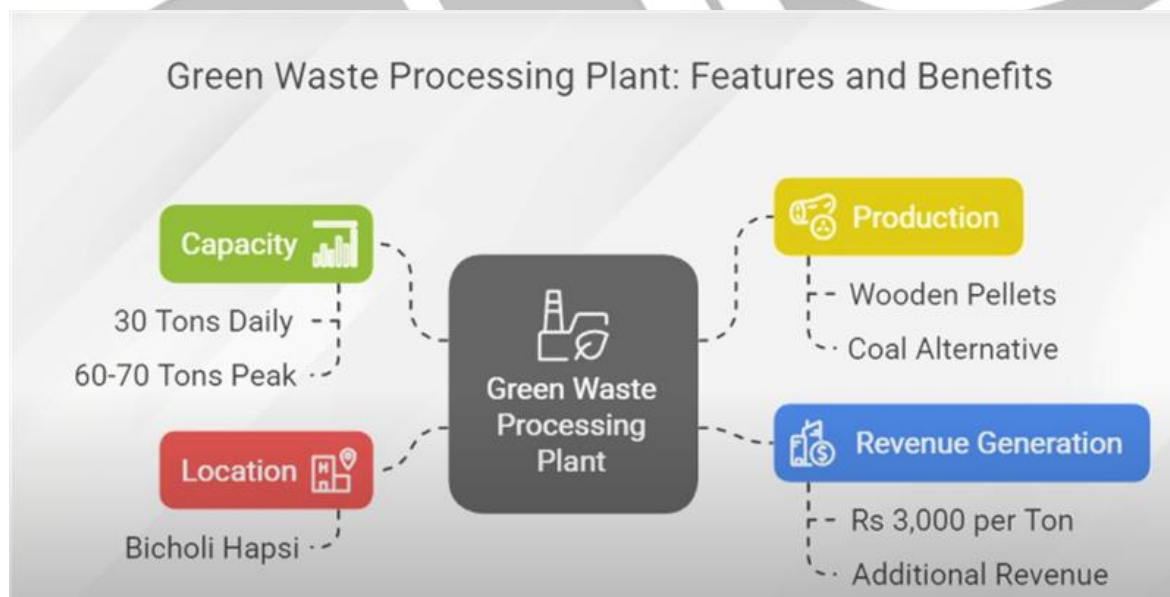 Green Waste Processing Plant: Features and Benefits
Capacity
30 Tons Daily
60-70 Tons Peak
Location
Bicholi Hapsi
Green Waste
Processing
Plant
Production
Wooden Pellets
Coal Alternative
Revenue Generation
Rs 3,000 per Ton
Additional Revenue